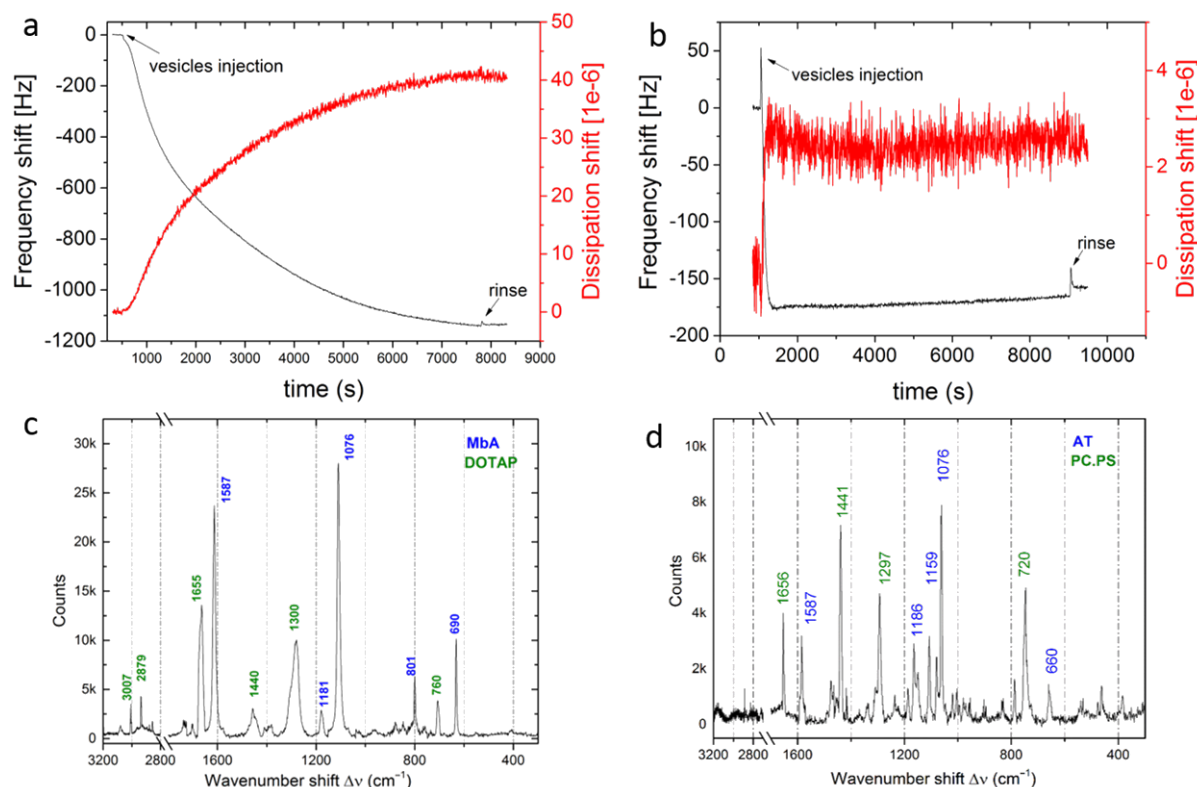 a
0
-200
-400
-600
-800
-1000
-1200
Frequency shift [Hz]
vesicles injection
rinse
50
40
30
20
10
0
Dissipation shift [1e-6]
1000 2000 3000 4000 5000 6000 7000 8000 9000
time (s)
b
50
0
-50
-100
-150
-200
Frequency shift [Hz]
vesicles injection
rinse
4
2
0
Dissipation shift [1e-6]
2000 4000 6000 8000 10000
time (s)
c
30k
25k
20k
15k
10k
5k
0
Counts
MbA
DOTAP
3007
2879
1655
1587
1440
1300
1181
1076
801
760
690
3200 2800 1600 1200 800 400
Wavenumber shift Δν (cm⁻¹)
d
10k
8k
6k
4k
2k
0
Counts
AT
PC.PS
1656
1587
1441
1297
1186
1159
1076
720
660
3200 2800 1600 1200 800 400
Wavenumber shift Δν (cm⁻¹)